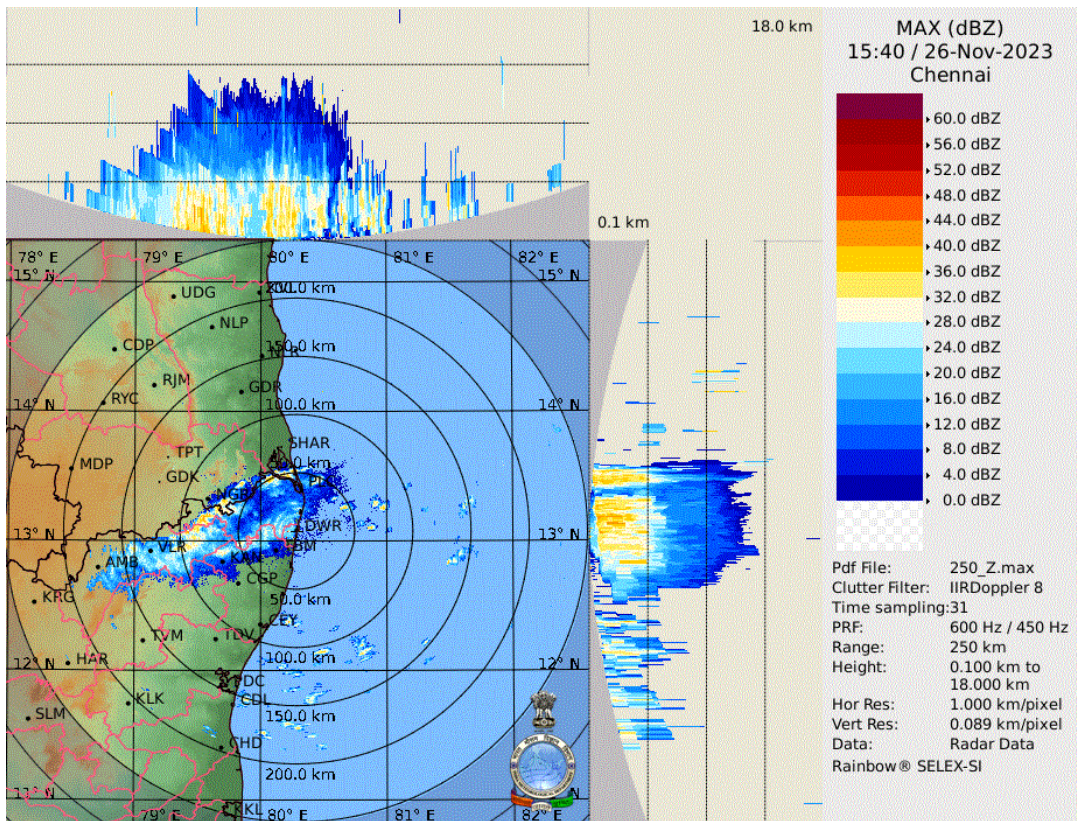 18.0 km
0.1 km
MAX (dBZ)
15:40 / 26-Nov-2023
Chennai
60.0 dBZ
56.0 dBZ
52.0 dBZ
48.0 dBZ
44.0 dBZ
40.0 dBZ
36.0 dBZ
32.0 dBZ
28.0 dBZ
24.0 dBZ
20.0 dBZ
16.0 dBZ
12.0 dBZ
8.0 dBZ
4.0 dBZ
0.0 dBZ
Pdf File: 250_Z.max
Clutter Filter: IIRDoppler 8
Time sampling:31
PRF: 600 Hz / 450 Hz
Range: 250 km
Height: 0.100 km to
18.000 km
Hor Res: 1.000 km/pixel
Vert Res: 0.089 km/pixel
Data: Radar Data
Rainbow® SELEX-SI
78° E 79° E 80° E 81° E 82° E
15° N 15° N
UDG
200.0 km
NLP
150.0 km
CDP
RJM
GDR
RYC
100.0 km
14° N 14° N
SHAR
TPT
MDP
GDK
DWR
13° N 13° N
VLR
AMB
CGP
50.0 km
CEY
TVM
TDV
100.0 km
HAR
12° N 12° N
PDC
KLK
CDL
SLM
150.0 km
CHD
200.0 km
11° N 11° N
KKL
79° E 80° E 81° E 82° E